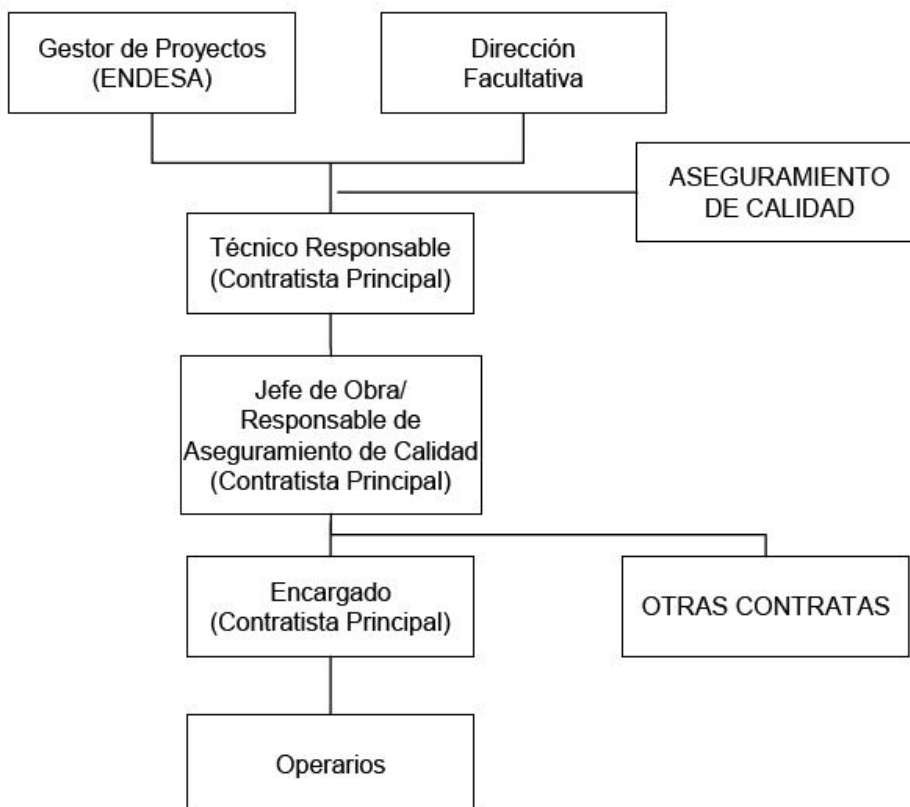 Gestor de Proyectos
(ENDESA)
Dirección
Facultativa
ASEGURAMIENTO
DE CALIDAD
Técnico Responsable
(Contratista Principal)
Jefe de Obra/
Responsable de
Aseguramiento de Calidad
(Contratista Principal)
Encargado
(Contratista Principal)
OTRAS CONTRATAS
Operarios